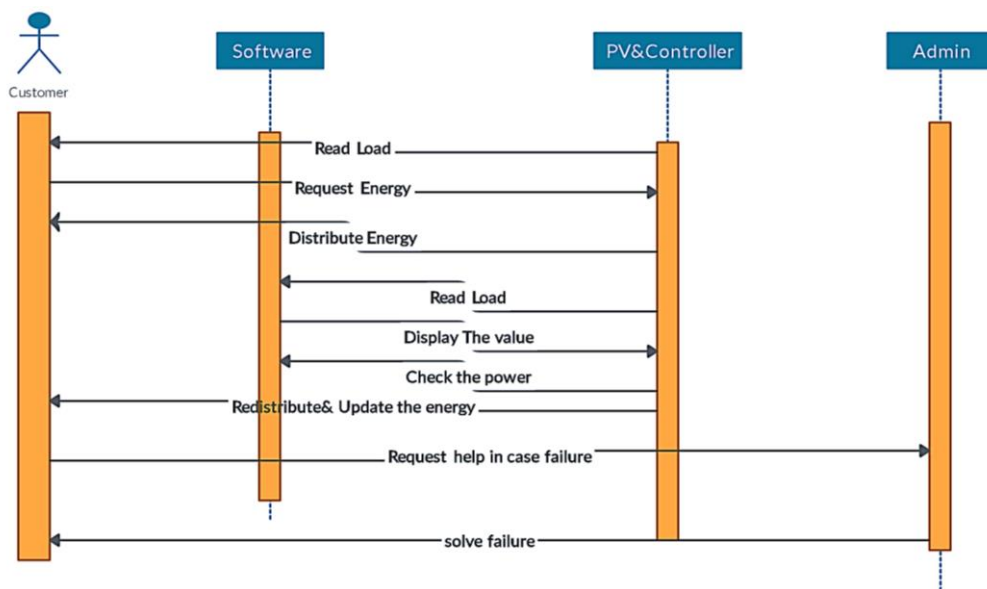 Customer
Software
PV&Controller
Admin
Read Load
Request Energy
Distribute Energy
Read Load
Display The value
Check the power
Redistribute& Update the energy
Request help in case failure
solve failure